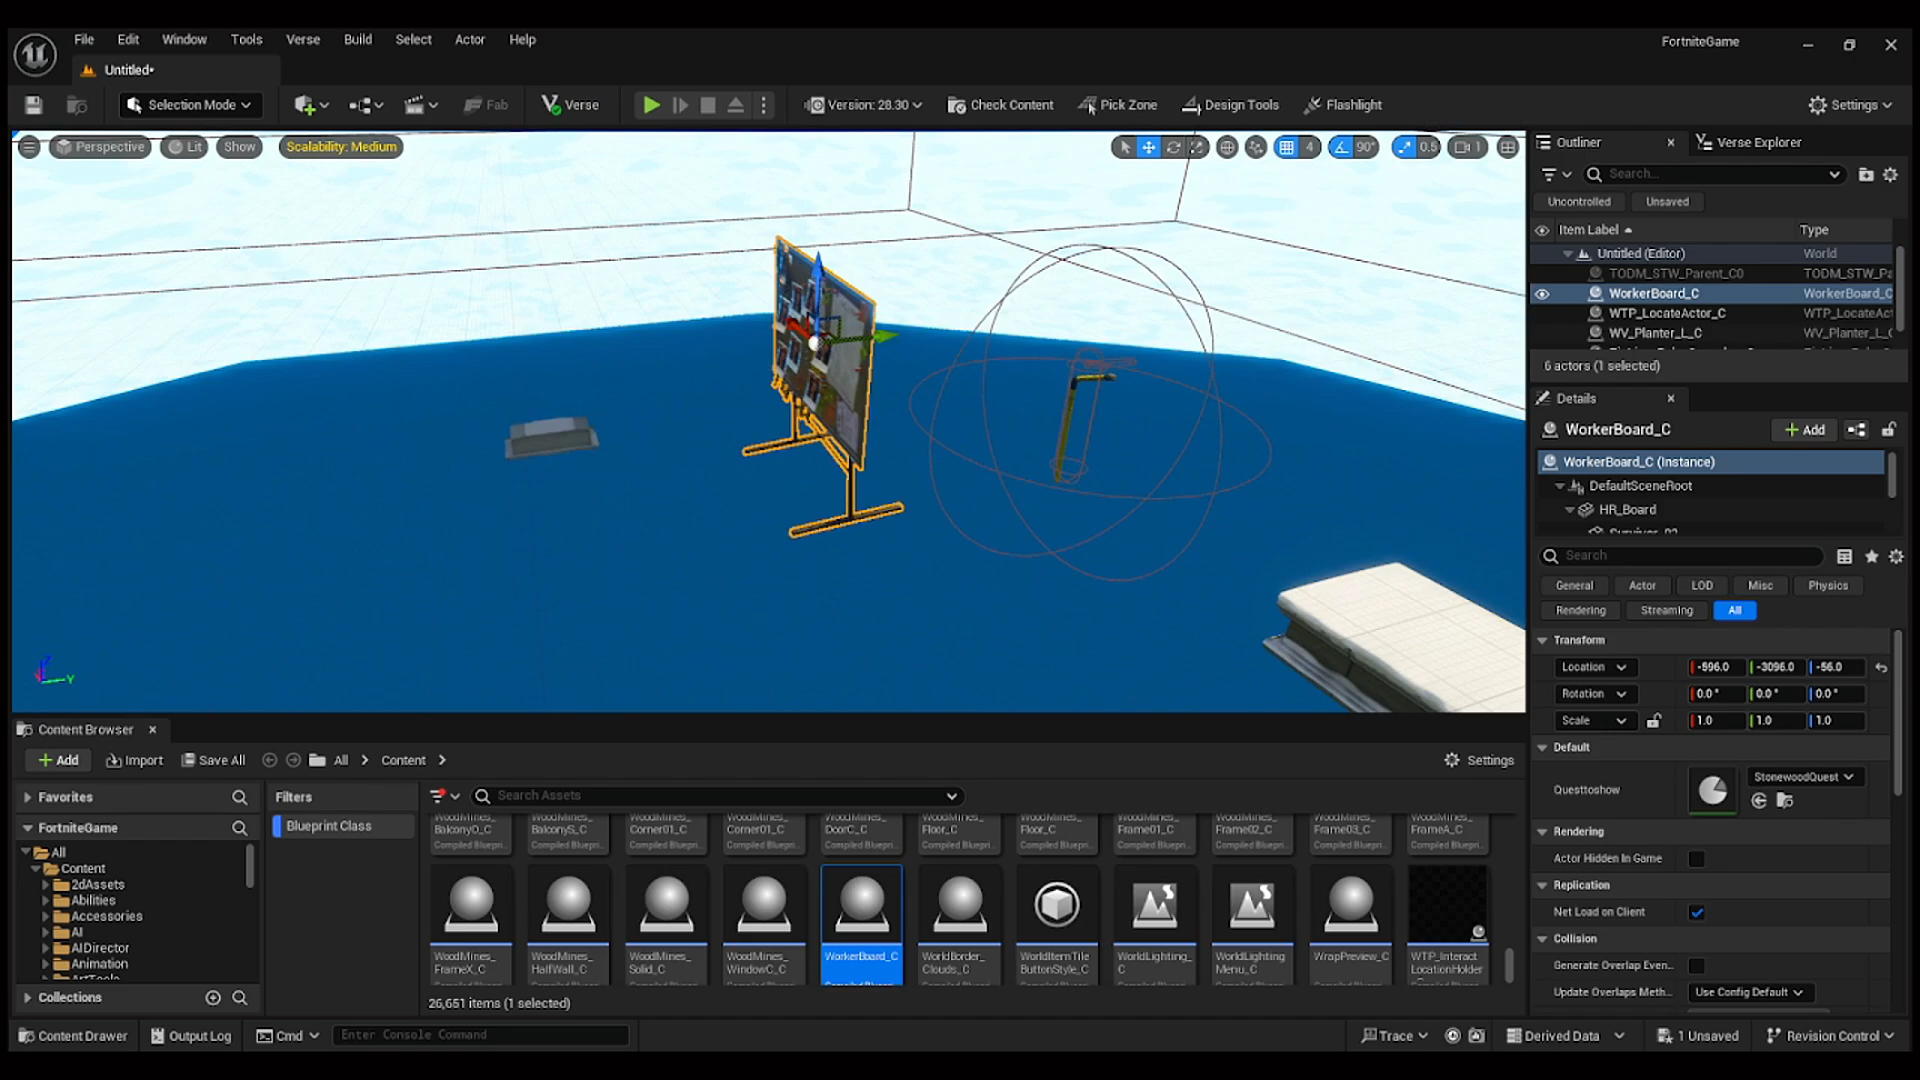 File Edit Window Tools Verse Build Select Actor Help
FortniteGame
Untitled•
Selection Mode
Fab
Verse
Version: 28.30
Check Content
Pick Zone
Design Tools
Flashlight
Settings
Perspective
Lit
Show
Scalability: Medium
4
90°
0.5
1
Outliner
Verse Explorer
Search...
Uncontrolled
Unsaved
Item Label
Type
Untitled (Editor) World
TODM_STW_Parent_C0 TODM_STW_Pa
WorkerBoard_C WorkerBoard_C
WTP_LocateActor_C WTP_LocateAct
WV_Planter_L_C WV_Planter_L_C
6 actors (1 selected)
Details
WorkerBoard_C
Add
WorkerBoard_C (Instance)
DefaultSceneRoot
HR_Board
Survivor_02
Search
General Actor LOD Misc Physics
Rendering Streaming All
Transform
Location -596.0 -3096.0 -56.0
Rotation 0.0° 0.0° 0.0°
Scale 1.0 1.0 1.0
Default
Questtoshow
StonewoodQuest
Rendering
Actor Hidden In Game
Replication
Net Load on Client
Collision
Generate Overlap Even...
Update Overlaps Meth... Use Config Default
Z
Y
Content Browser
Add
Import
Save All
All
Content
Settings
Favorites
FortniteGame
All
Content
2dAssets
Abilities
Accessories
AI
AIDirector
Animation
ArtTools
Collections
Filters
Blueprint Class
Search Assets
WoodMines_ BalconyO_C Compiled Bluepri...
WoodMines_ BalconyS_C Compiled Bluepri...
WoodMines_ Corner01_C Compiled Bluepri...
WoodMines_ Corner01_C Compiled Bluepri...
WoodMines_ DoorC_C Compiled Bluepri...
WoodMines_ Floor_C Compiled Bluepri...
WoodMines_ Floor_C Compiled Bluepri...
WoodMines_ Frame01_C Compiled Bluepri...
WoodMines_ Frame02_C Compiled Bluepri...
WoodMines_ Frame03_C Compiled Bluepri...
WoodMines_ FrameA_C Compiled Bluepri...
WoodMines_ FrameX_C
WoodMines_ HalfWall_C
WoodMines_ Solid_C
WoodMines_ WindowC_C
WorkerBoard_C
WorldBorder_ Clouds_C
WorldItemTile ButtonStyle_C
WorldLighting_ C
WorldLighting Menu_C
WrapPreview_C
WTP_Interact LocationHolder
26,651 items (1 selected)
Content Drawer
Output Log
Cmd
Enter Console Command
Trace
Derived Data
1 Unsaved
Revision Control